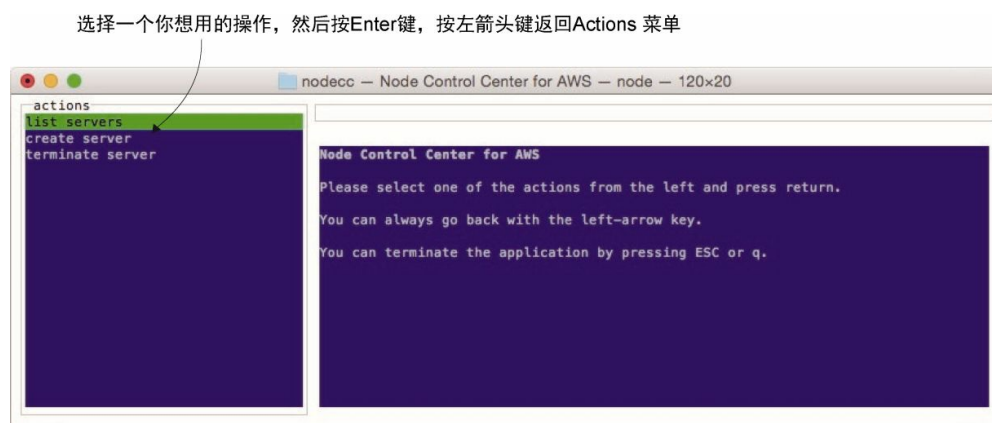 选择一个你想用的操作，然后按Enter键，按左箭头键返回Actions 菜单
nodecc — Node Control Center for AWS — node — 120×20
actions
list servers
create server
terminate server
Node Control Center for AWS
Please select one of the actions from the left and press return.
You can always go back with the left-arrow key.
You can terminate the application by pressing ESC or q.